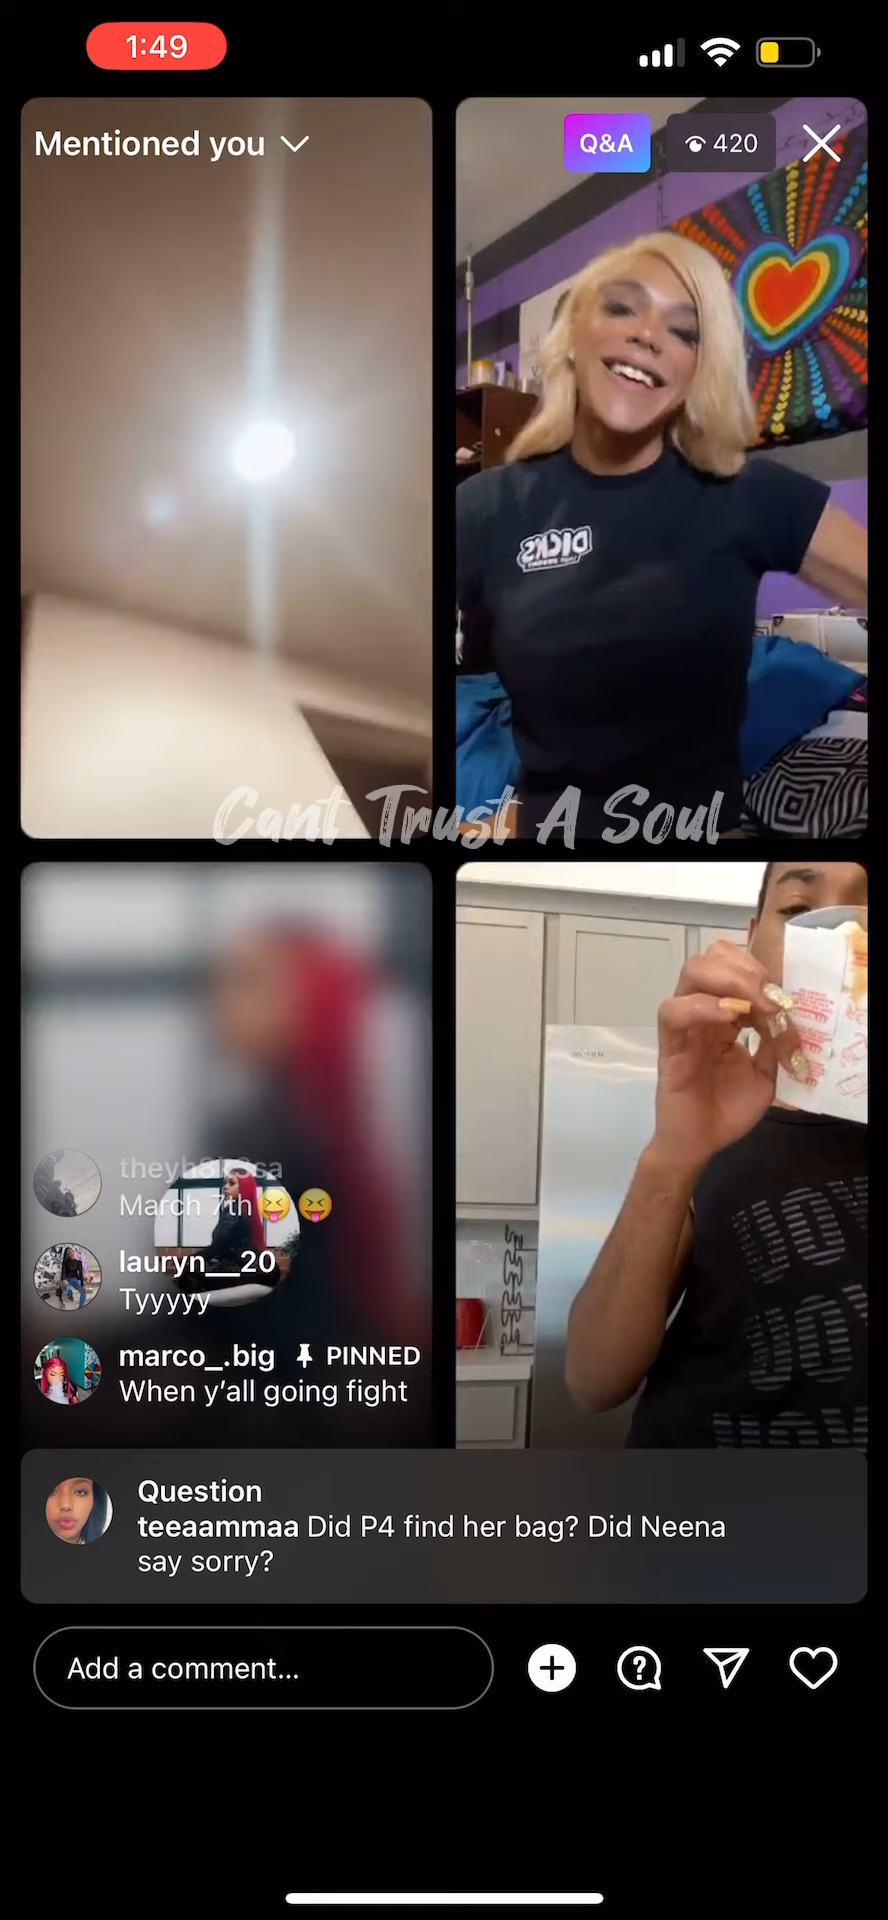 1:49
Mentioned you
Q&A
420
DICKS
Cant Trust A Soul
March 7th😝😝
lauryn__20
Tyyyyy
marco_.big PINNED
When y’all going fight
Question
teeaammaa Did P4 find her bag? Did Neena
say sorry?
Add a comment...